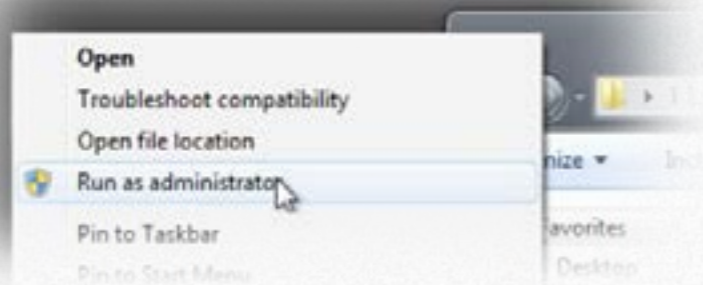 Open
Troubleshoot compatibility
Open file location
Run as administrator
Pin to Taskbar
Pin to Start Menu
nize
avorites
Desktop